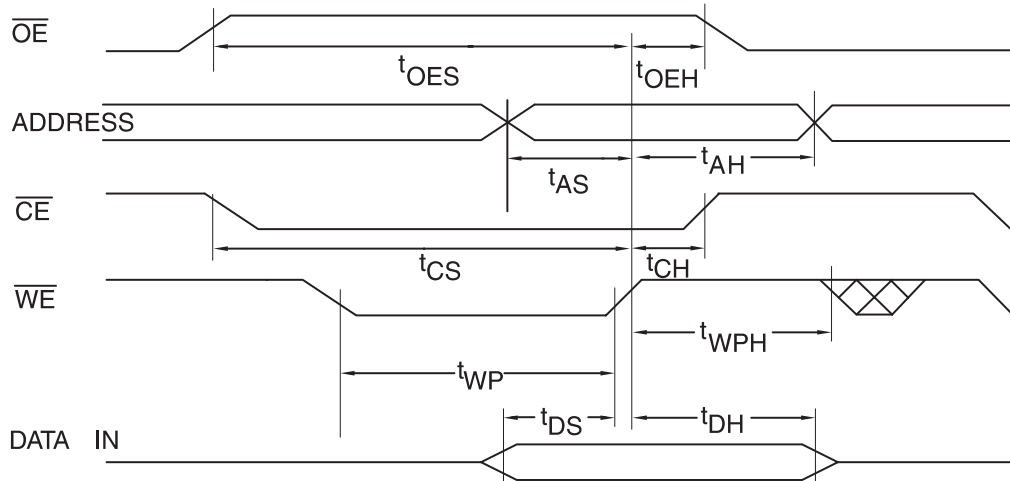 OE
tOES
tOEH
ADDRESS
tAS
tAH
CE
tCS
tCH
WE
tWPH
tWP
tDS
tDH
DATA IN